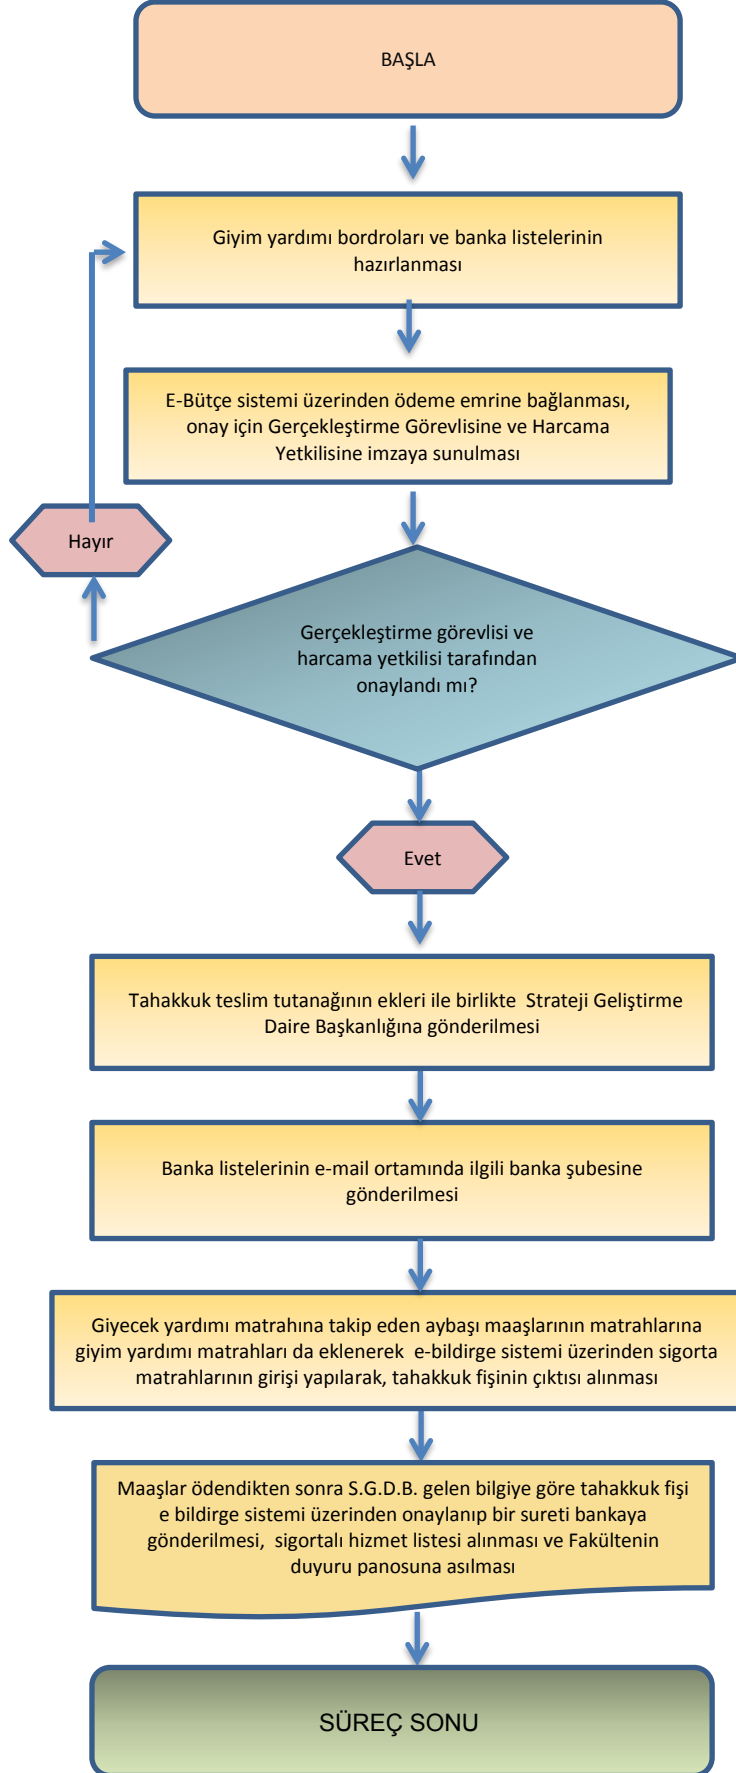 BAŞLA
Giyim yardımı bordroları ve banka listelerinin
hazırlanması
E-Bütçe sistemi üzerinden ödeme emrine bağlanması,
onay için Gerçekleştirme Görevlisine ve Harcama
Yetkilisine imzaya sunulması
Hayır
Gerçekleştirme görevlisi ve
harcama yetkilisi tarafından
onaylandı mı?
Evet
Tahakkuk teslim tutanağının ekleri ile birlikte  Strateji Geliştirme
Daire Başkanlığına gönderilmesi
Banka listelerinin e-mail ortamında ilgili banka şubesine
gönderilmesi
Giyecek yardımı matrahına takip eden aybaşı maaşlarının matrahlarına
giyim yardımı matrahları da eklenerek  e-bildirge sistemi üzerinden sigorta
matrahlarının girişi yapılarak, tahakkuk fişinin çıktısı alınması
Maaşlar ödendikten sonra S.G.D.B. gelen bilgiye göre tahakkuk fişi
e bildirge sistemi üzerinden onaylanıp bir sureti bankaya
gönderilmesi,  sigortalı hizmet listesi alınması ve Fakültenin
duyuru panosuna asılması
SÜREÇ SONU